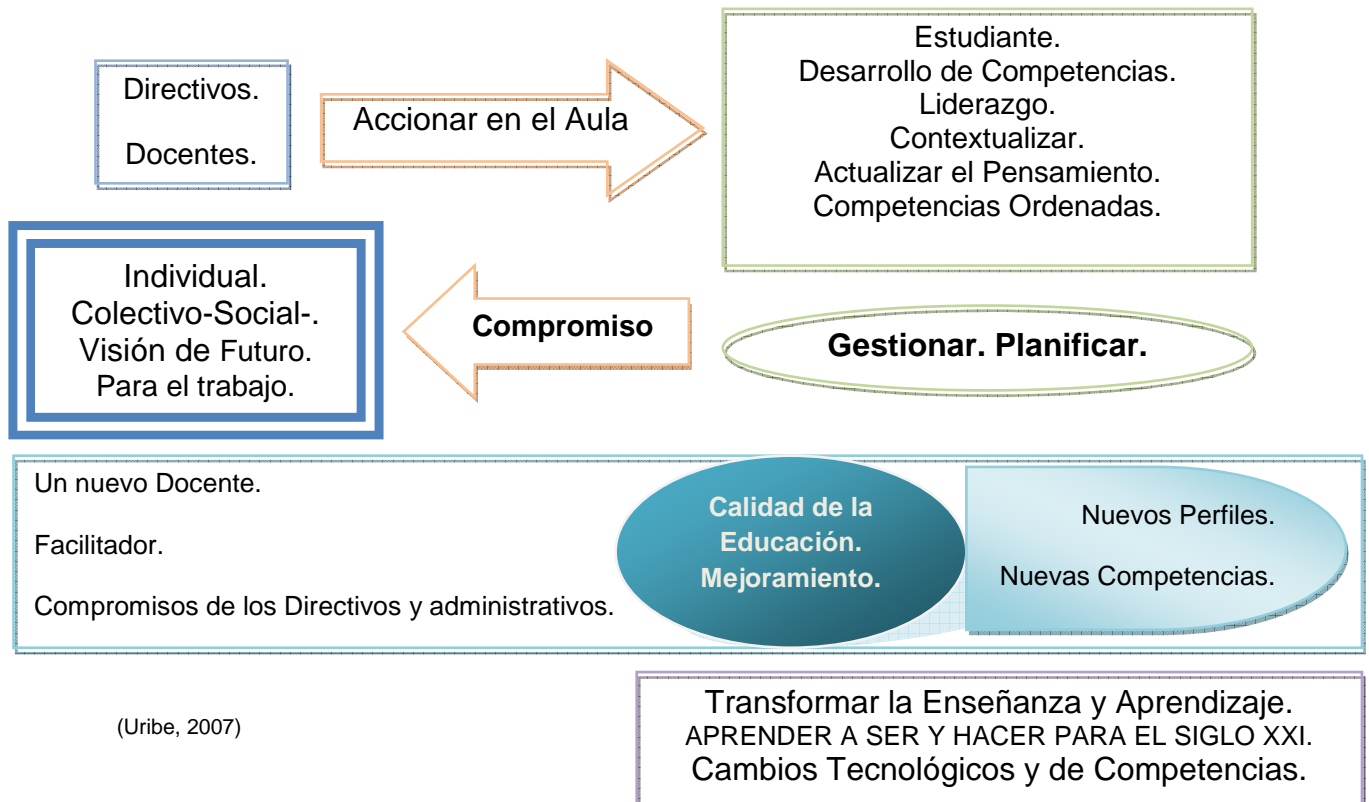 Directivos.
Docentes.
Accionar en el Aula
Estudiante.
Desarrollo de Competencias.
Liderazgo.
Contextualizar.
Actualizar el Pensamiento.
Competencias Ordenadas.
Individual.
Colectivo-Social-.
Visión de Futuro.
Para el trabajo.
Compromiso
Gestionar. Planificar.
Un nuevo Docente.
Facilitador.
Compromisos de los Directivos y administrativos.
Calidad de la
Educación.
Mejoramiento.
Nuevos Perfiles.
Nuevas Competencias.
(Uribe, 2007)
Transformar la Enseñanza y Aprendizaje.
APRENDER A SER Y HACER PARA EL SIGLO XXI.
Cambios Tecnológicos y de Competencias.